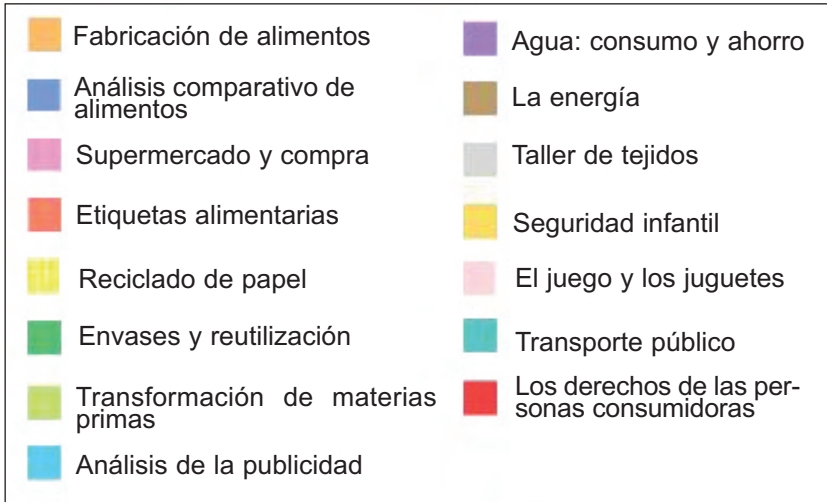 Fabricación de alimentos
Análisis comparativo de
alimentos
Supermercado y compra
Etiquetas alimentarias
Reciclado de papel
Envases y reutilización
Transformación de materias
primas
Análisis de la publicidad
Agua: consumo y ahorro
La energía
Taller de tejidos
Seguridad infantil
El juego y los juguetes
Transporte público
Los derechos de las per-
sonas consumidoras